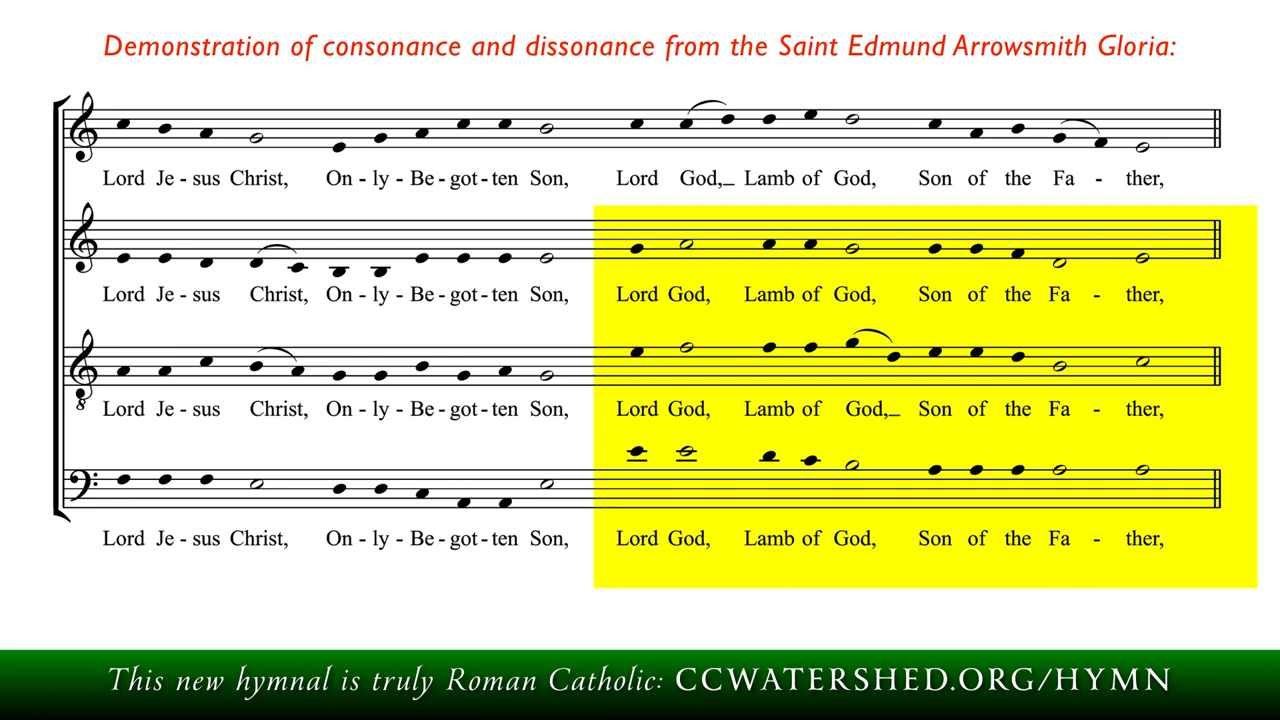 Demonstration of consonance and dissonance from the Saint Edmund Arrowsmith Gloria:
Lord Je - sus Christ, On - ly - Be - got - ten Son, Lord God,_ Lamb of God, Son of the Fa - ther,
Lord Je - sus Christ, On - ly - Be - got - ten Son, Lord God, Lamb of God, Son of the Fa - ther,
8
Lord Je - sus Christ, On - ly - Be - got - ten Son, Lord God, Lamb of God,_ Son of the Fa - ther,
Lord Je - sus Christ, On - ly - Be - got - ten Son, Lord God, Lamb of God, Son of the Fa - ther,
This new hymnal is truly Roman Catholic: CCWATERSHED.ORG/HYMN